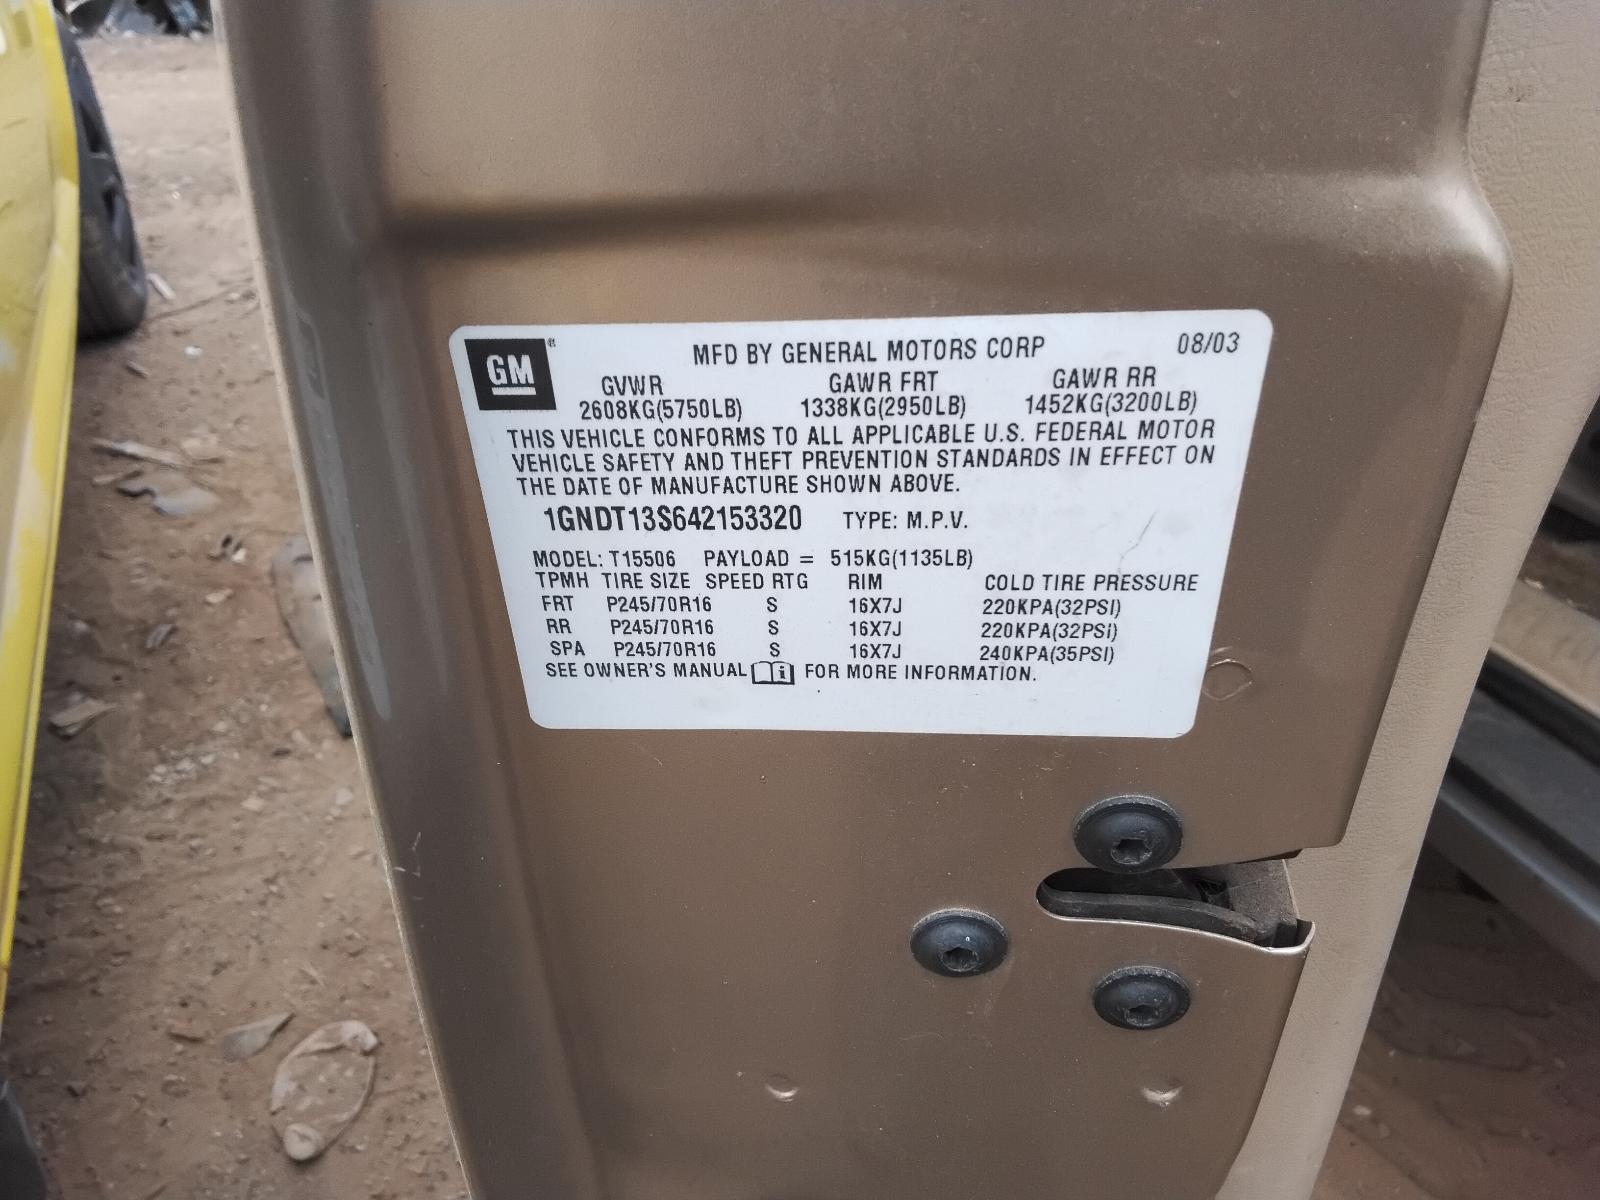 GM ®
MFD BY GENERAL MOTORS CORP 08/03
GVWR GAWR FRT GAWR RR
2608KG(5750LB) 1338KG(2950LB) 1452KG(3200LB)
THIS VEHICLE CONFORMS TO ALL APPLICABLE U.S. FEDERAL MOTOR
VEHICLE SAFETY AND THEFT PREVENTION STANDARDS IN EFFECT ON
THE DATE OF MANUFACTURE SHOWN ABOVE.
1GNDT13S642153320 TYPE: M.P.V.
MODEL: T15506 PAYLOAD = 515KG(1135LB)
TPMH TIRE SIZE SPEED RTG RIM COLD TIRE PRESSURE
FRT P245/70R16 S 16X7J 220KPA(32PSI)
RR P245/70R16 S 16X7J 220KPA(32PSi)
SPA P245/70R16 S 16X7J 240KPA(35PSI)
SEE OWNER'S MANUAL i FOR MORE INFORMATION.